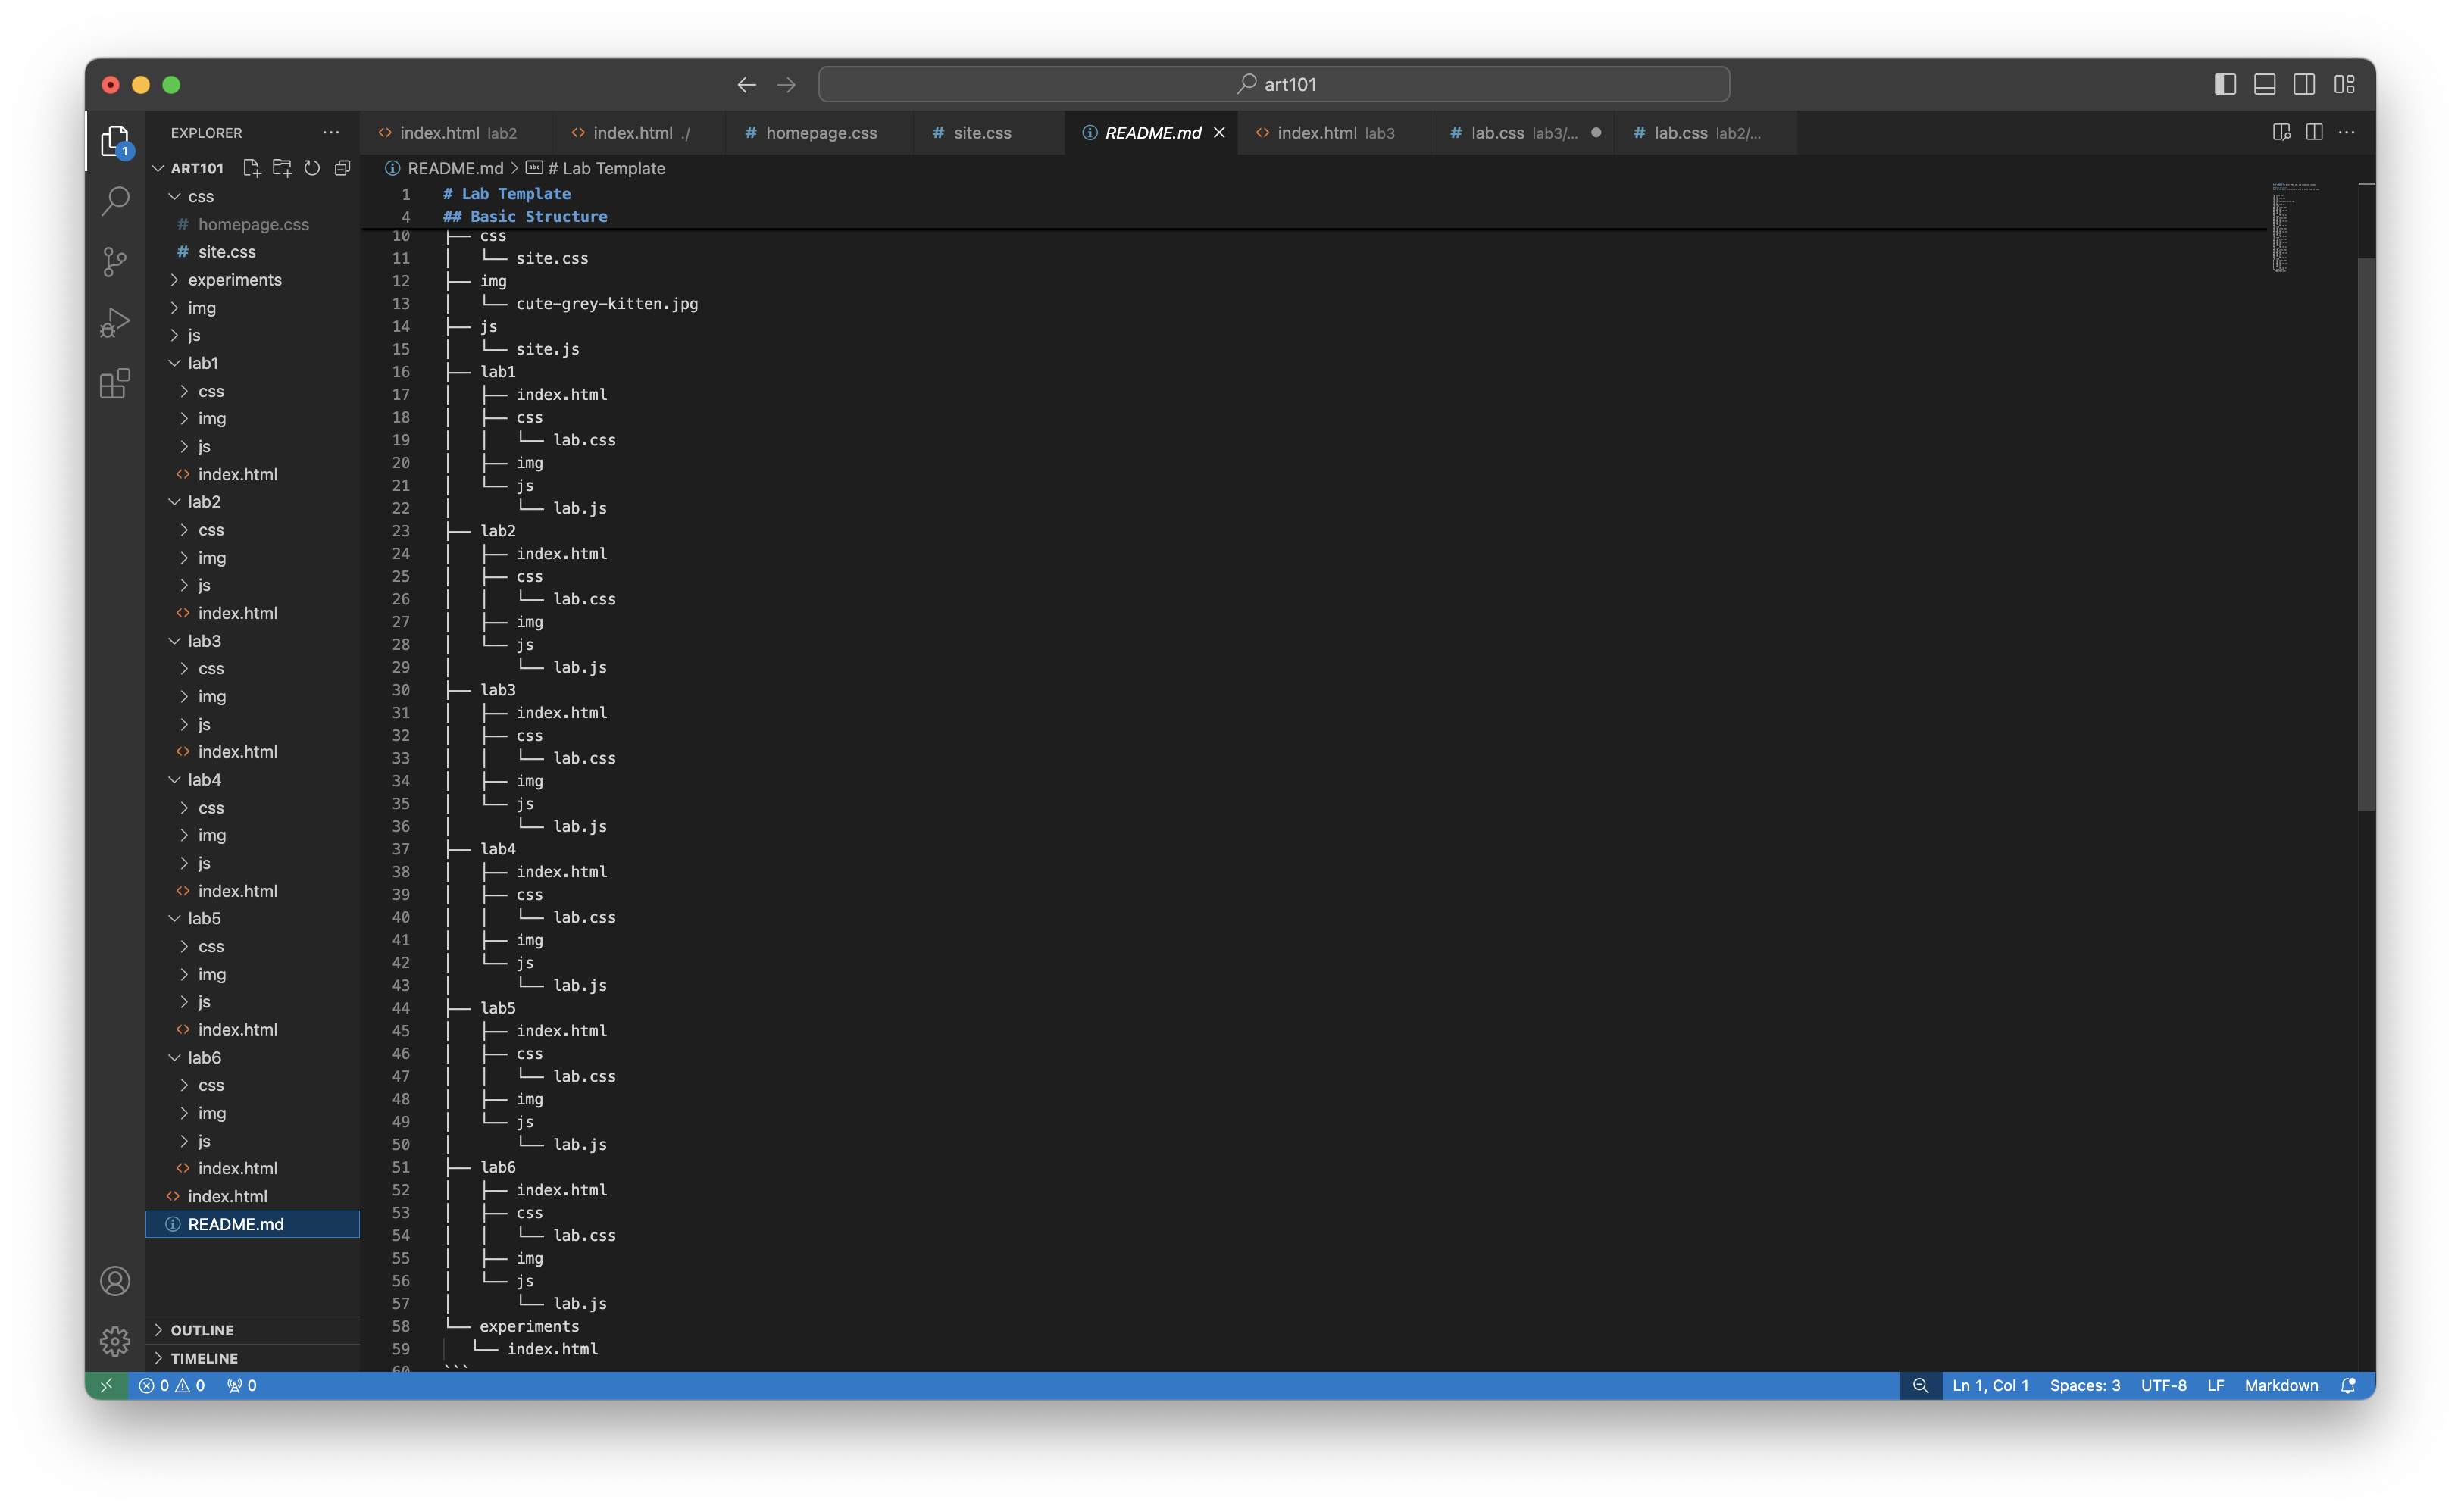 art101
EXPLORER
ART101
css
homepage.css
site.css
experiments
img
js
lab1
css
img
js
index.html
lab2
css
img
js
index.html
lab3
css
img
js
index.html
lab4
css
img
js
index.html
lab5
css
img
js
index.html
lab6
css
img
js
index.html
index.html
README.md
OUTLINE
TIMELINE
index.html lab2
index.html ./
# homepage.css
# site.css
README.md
index.html lab3
# lab.css lab3/...
# lab.css lab2/...
README.md > # Lab Template
1 # Lab Template
4 ## Basic Structure
10 ├── css
11 │   └── site.css
12 ├── img
13 │   └── cute-grey-kitten.jpg
14 ├── js
15 │   └── site.js
16 ├── lab1
17 │   ├── index.html
18 │   ├── css
19 │   │   └── lab.css
20 │   ├── img
21 │   └── js
22 │       └── lab.js
23 ├── lab2
24 │   ├── index.html
25 │   ├── css
26 │   │   └── lab.css
27 │   ├── img
28 │   └── js
29 │       └── lab.js
30 ├── lab3
31 │   ├── index.html
32 │   ├── css
33 │   │   └── lab.css
34 │   ├── img
35 │   └── js
36 │       └── lab.js
37 ├── lab4
38 │   ├── index.html
39 │   ├── css
40 │   │   └── lab.css
41 │   ├── img
42 │   └── js
43 │       └── lab.js
44 ├── lab5
45 │   ├── index.html
46 │   ├── css
47 │   │   └── lab.css
48 │   ├── img
49 │   └── js
50 │       └── lab.js
51 ├── lab6
52 │   ├── index.html
53 │   ├── css
54 │   │   └── lab.css
55 │   ├── img
56 │   └── js
57 │       └── lab.js
58 └── experiments
59    └── index.html
60 ```
0 0 0 Ln 1, Col 1 Spaces: 3 UTF-8 LF Markdown